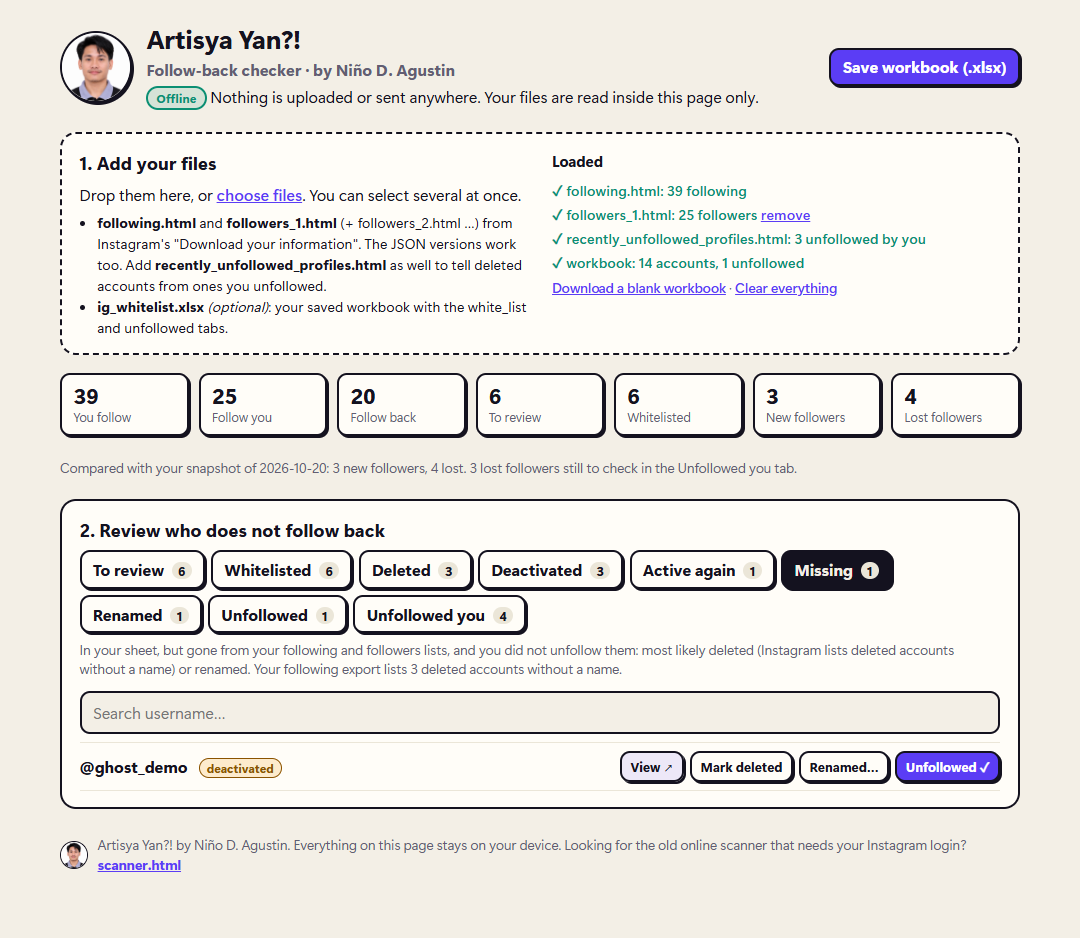 Artisya Yan?!
Follow-back checker · by Niño D. Agustin
Offline Nothing is uploaded or sent anywhere. Your files are read inside this page only.
Save workbook (.xlsx)
1. Add your files
Drop them here, or choose files. You can select several at once.
• following.html and followers_1.html (+ followers_2.html ...) from
Instagram's "Download your information". The JSON versions work
too. Add recently_unfollowed_profiles.html as well to tell deleted
accounts from ones you unfollowed.
• ig_whitelist.xlsx (optional): your saved workbook with the white_list
and unfollowed tabs.
Loaded
✓ following.html: 39 following
✓ followers_1.html: 25 followers remove
✓ recently_unfollowed_profiles.html: 3 unfollowed by you
✓ workbook: 14 accounts, 1 unfollowed
Download a blank workbook · Clear everything
39
You follow
25
Follow you
20
Follow back
6
To review
6
Whitelisted
3
New followers
4
Lost followers
Compared with your snapshot of 2026-10-20: 3 new followers, 4 lost. 3 lost followers still to check in the Unfollowed you tab.
2. Review who does not follow back
To review 6 Whitelisted 6 Deleted 3 Deactivated 3 Active again 1 Missing 1
Renamed 1 Unfollowed 1 Unfollowed you 4
In your sheet, but gone from your following and followers lists, and you did not unfollow them: most likely deleted (Instagram lists deleted accounts
without a name) or renamed. Your following export lists 3 deleted accounts without a name.
Search username...
@ghost_demo deactivated View ↗ Mark deleted Renamed... Unfollowed ✓
Artisya Yan?! by Niño D. Agustin. Everything on this page stays on your device. Looking for the old online scanner that needs your Instagram login?
scanner.html